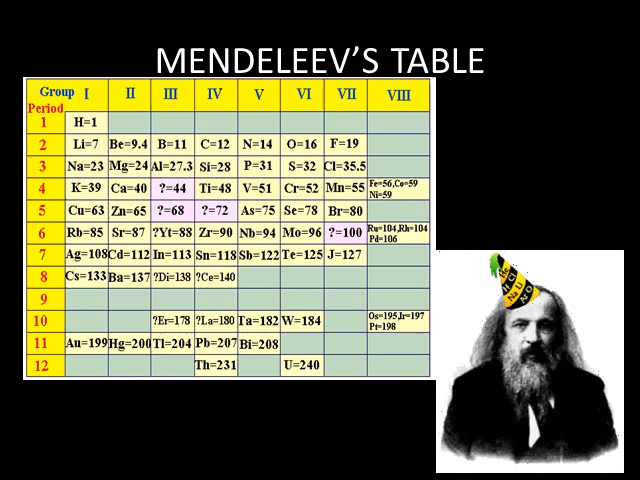 MENDELEEV'S TABLE
Group I II III IV V VI VII VIII
Period
1 H=1
2 Li=7 Be=9.4 B=11 C=12 N=14 O=16 F=19
3 Na=23 Mg=24 Al=27.3 Si=28 P=31 S=32 Cl=35.5
4 K=39 Ca=40 ?=44 Ti=48 V=51 Cr=52 Mn=55 Fe=56,Co=59
Ni=59
5 Cu=63 Zn=65 ?=68 ?=72 As=75 Se=78 Br=80
6 Rb=85 Sr=87 ?Yt=88 Zr=90 Nb=94 Mo=96 ?=100 Ru=104,Rh=104
Pd=106
7 Ag=108 Cd=112 In=113 Sn=118 Sb=122 Te=125 J=127
8 Cs=133 Ba=137 ?Di=138 ?Ce=140
9
10 ?Er=178 ?La=180 Ta=182 W=184 Os=195,Ir=197
Pt=198
11 Au=199 Hg=200 Tl=204 Pb=207 Bi=208
12 Th=231 U=240
H Cl
Na Li
Ar O